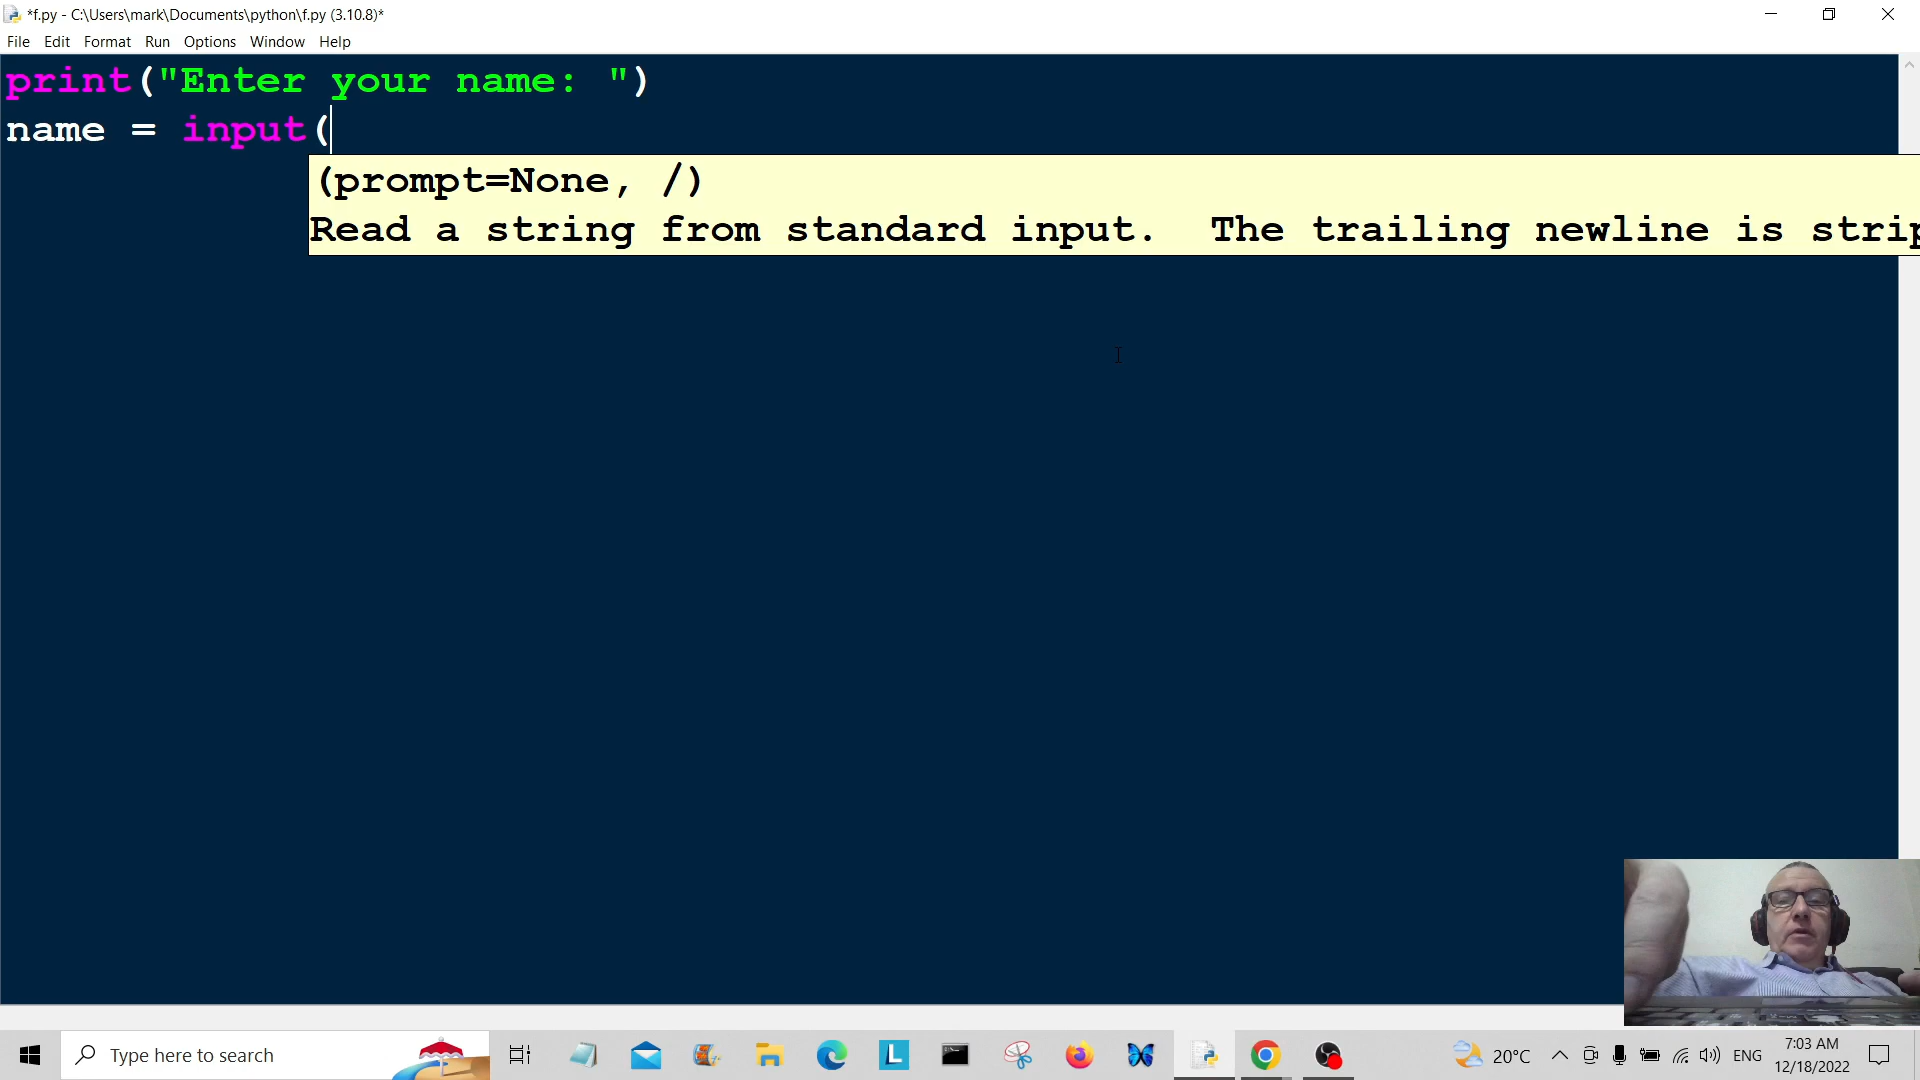 *f.py - C:\Users\mark\Documents\python\f.py (3.10.8)*
File Edit Format Run Options Window Help
print("Enter your name: ")
name = input(
(prompt=None, /)
Read a string from standard input.  The trailing newline is strip
Type here to search
L
20°C
ENG
7:03 AM
12/18/2022